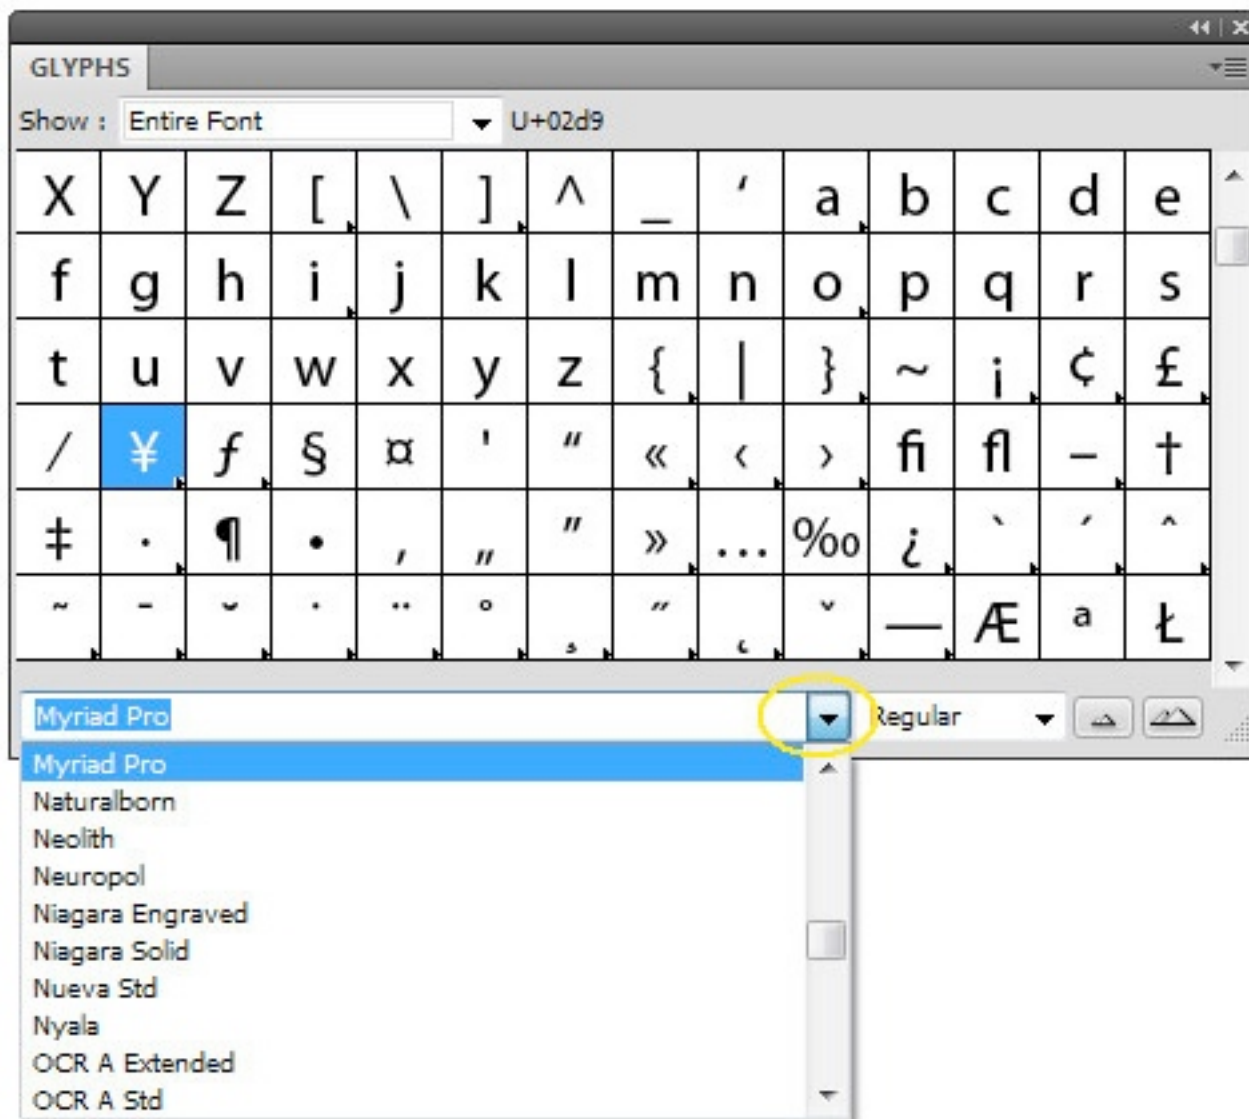 GLYPHS
Show : Entire Font U+02d9
X Y Z [ \ ] ^ _ ‘ a b c d e
f g h i j k l m n o p q r s
t u v w x y z { | } ~ ¡ ¢ £
⁄ ¥ ƒ § ¤ ' “ « ‹ › fi fl – †
‡ · ¶ • ‚ „ ” » … ‰ ¿ ` ´ ˆ
˜ ¯ ˘ ˙ ¨ ˚ ¸ ˝ ˛ ˇ — Æ ª Ł
Myriad Pro Regular
Myriad Pro
Naturalborn
Neolith
Neuropol
Niagara Engraved
Niagara Solid
Nueva Std
Nyala
OCR A Extended
OCR A Std